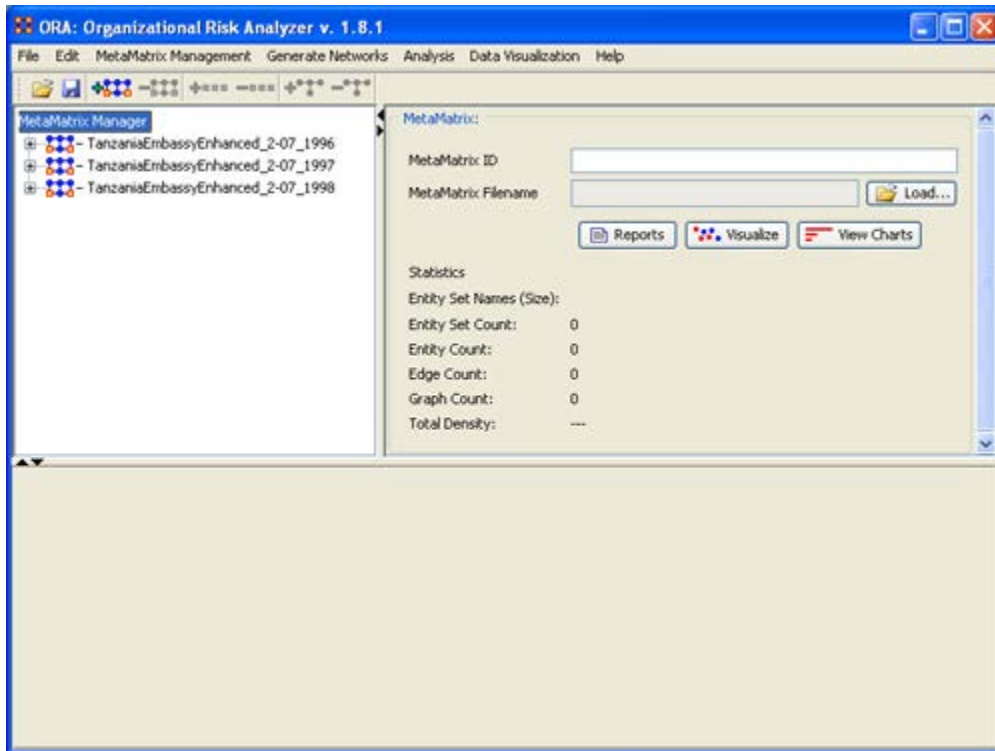 ORA: Organizational Risk Analyzer v. 1.8.1
File Edit MetaMatrix Management Generate Networks Analysis Data Visualization Help
MetaMatrix Manager
TanzaniaEmbassyEnhanced_2-07_1996
TanzaniaEmbassyEnhanced_2-07_1997
TanzaniaEmbassyEnhanced_2-07_1998
MetaMatrix:
MetaMatrix ID
MetaMatrix Filename Load...
Reports Visualize View Charts
Statistics
Entity Set Names (Size):
Entity Set Count: 0
Entity Count: 0
Edge Count: 0
Graph Count: 0
Total Density: ---